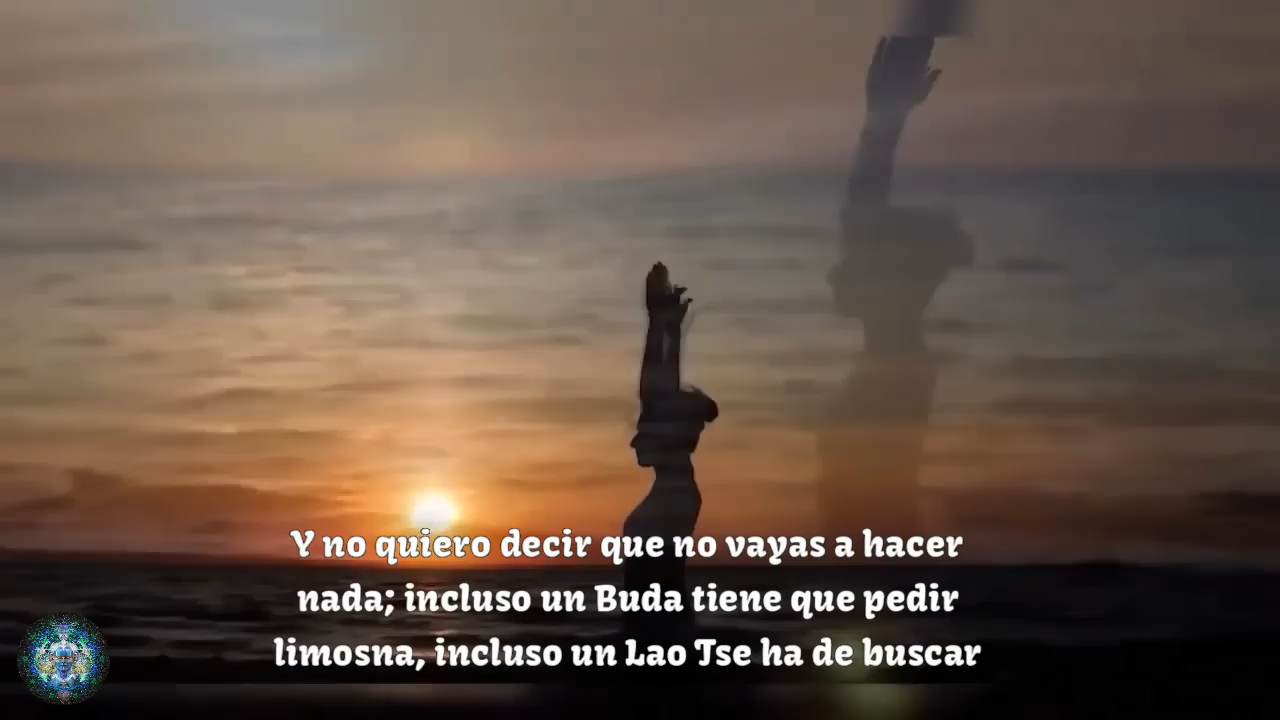 Y no quiero decir que no vayas a hacer
nada; incluso un Buda tiene que pedir
limosna, incluso un Lao Tse ha de buscar